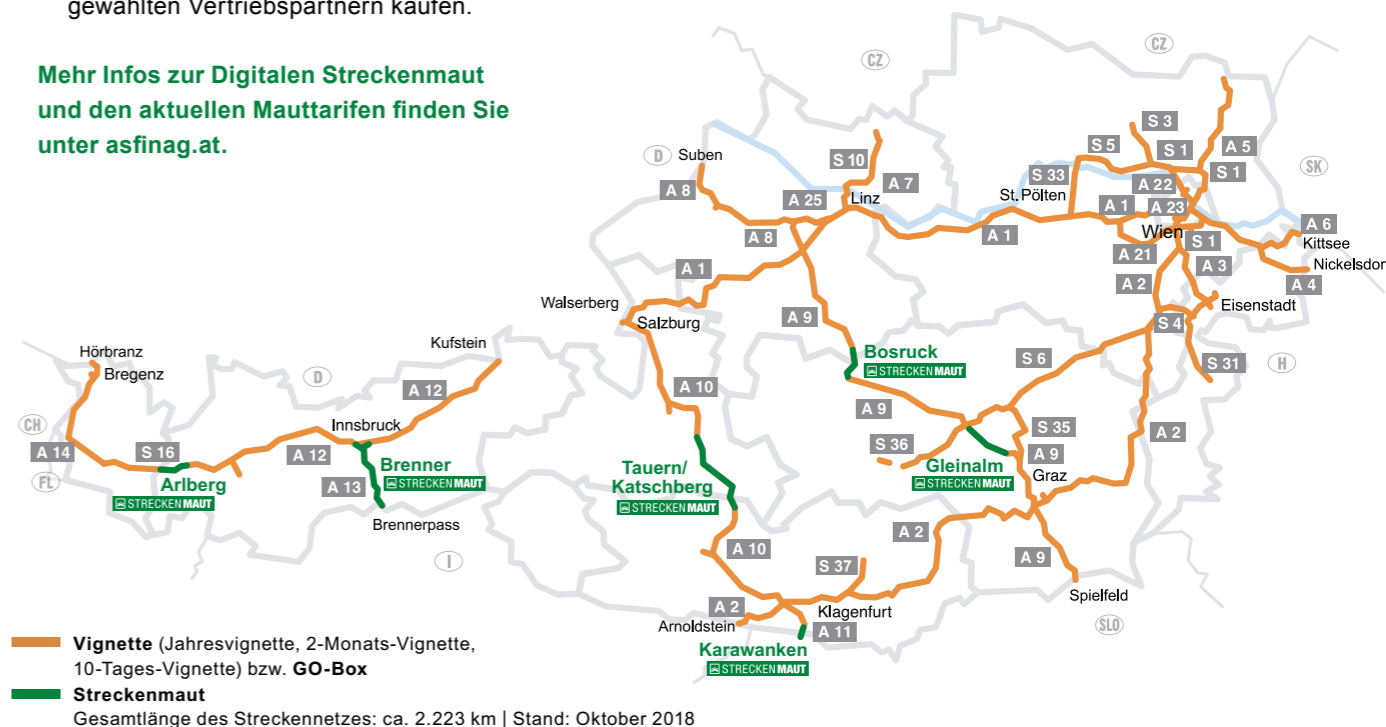 gewählten Vertriebspartnern kaufen.
Mehr Infos zur Digitalen Streckenmaut
und den aktuellen Mauttarifen finden Sie
unter asfinag.at.
CZ
CZ
S 3
S 5
S 1
A 5
D
Suben
S 10
S 33
S 1
SK
A 8
A 7
A 22
A 25
Linz
St. Pölten
A 1
A 23
A 6
A 8
A 1
Wien
S 1
Kittsee
A 21
A 3
Nickelsdor
A 1
A 2
A 4
Walserberg
Eisenstadt
Salzburg
A 9
S 4
Kufstein
Hörbranz
Bosruck
S 6
Bregenz
STRECKENMAUT
S 31
H
D
A 12
A 10
A 9
CH
Innsbruck
S 35
A 2
A 14
S 16
A 12
S 36
A 9
Brenner
Tauern/
Gleinalm
FL
Arlberg
STRECKENMAUT
Katschberg
STRECKENMAUT
Graz
STRECKENMAUT
A 13
STRECKENMAUT
Brennerpass
A 2
A 10
A 9
I
S 37
Spielfeld
A 2
Klagenfurt
Arnoldstein
A 11
SLO
Karawanken
STRECKENMAUT
Vignette (Jahresvignette, 2-Monats-Vignette,
10-Tages-Vignette) bzw. GO-Box
Streckenmaut
Gesamtlänge des Streckennetzes: ca. 2.223 km | Stand: Oktober 2018